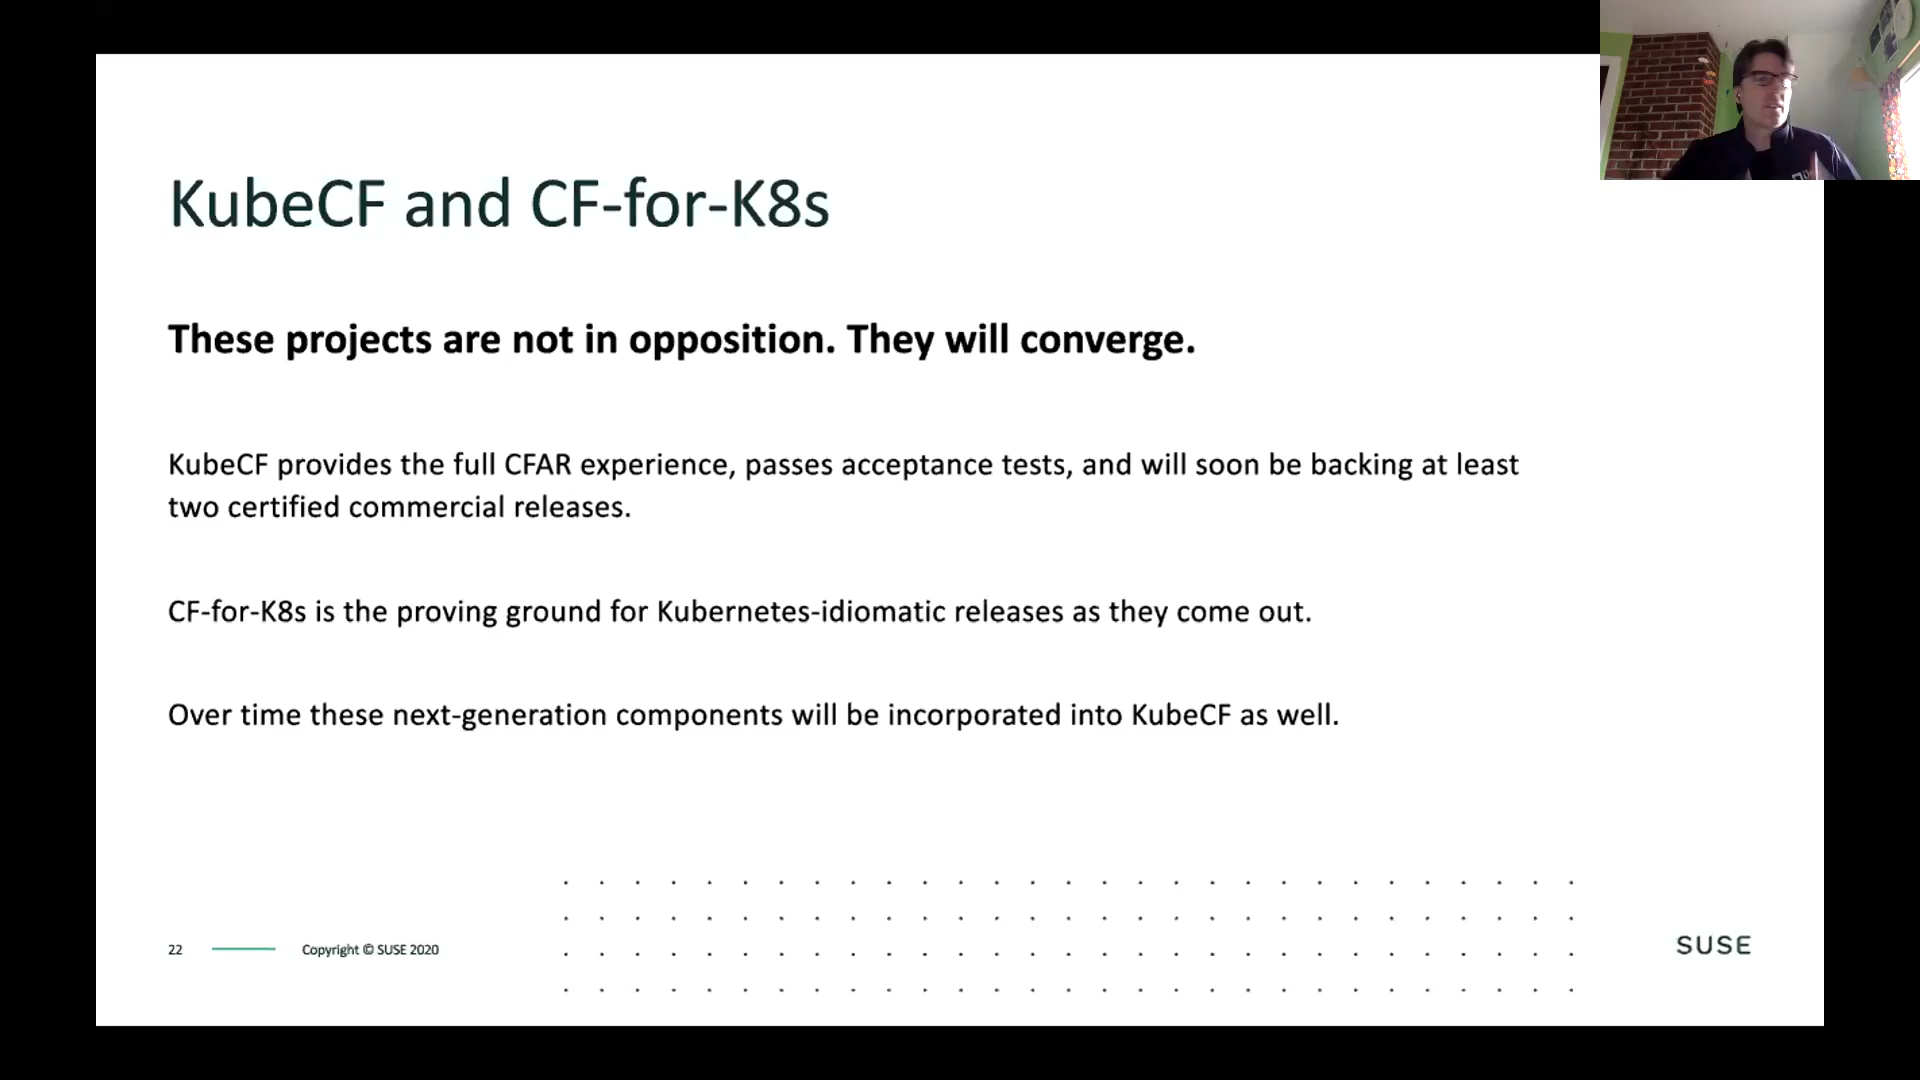 KubeCF and CF-for-K8s
These projects are not in opposition. They will converge.
KubeCF provides the full CFAR experience, passes acceptance tests, and will soon be backing at least
two certified commercial releases.
CF-for-K8s is the proving ground for Kubernetes-idiomatic releases as they come out.
Over time these next-generation components will be incorporated into KubeCF as well.
22
Copyright © SUSE 2020
SUSE